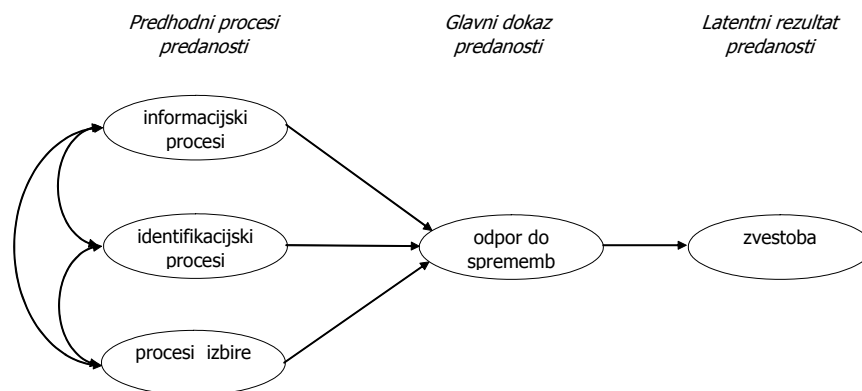 Predhodni procesi
predanosti
Glavni dokaz
predanosti
Latentni rezultat
predanosti
informacijski
procesi
identifikacijski
procesi
procesi izbire
odpor do
sprememb
zvestoba